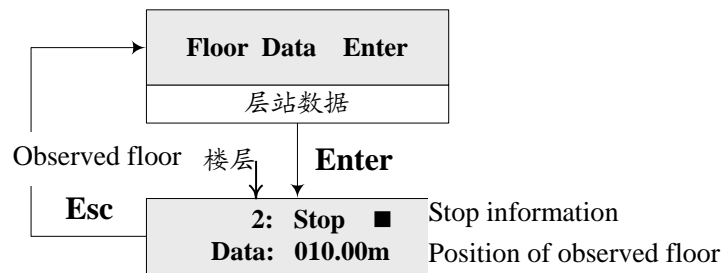 Floor Data Enter
层站数据
Observed floor 楼层 Enter
Esc
2: Stop ■ Stop information
Data: 010.00m Position of observed floor